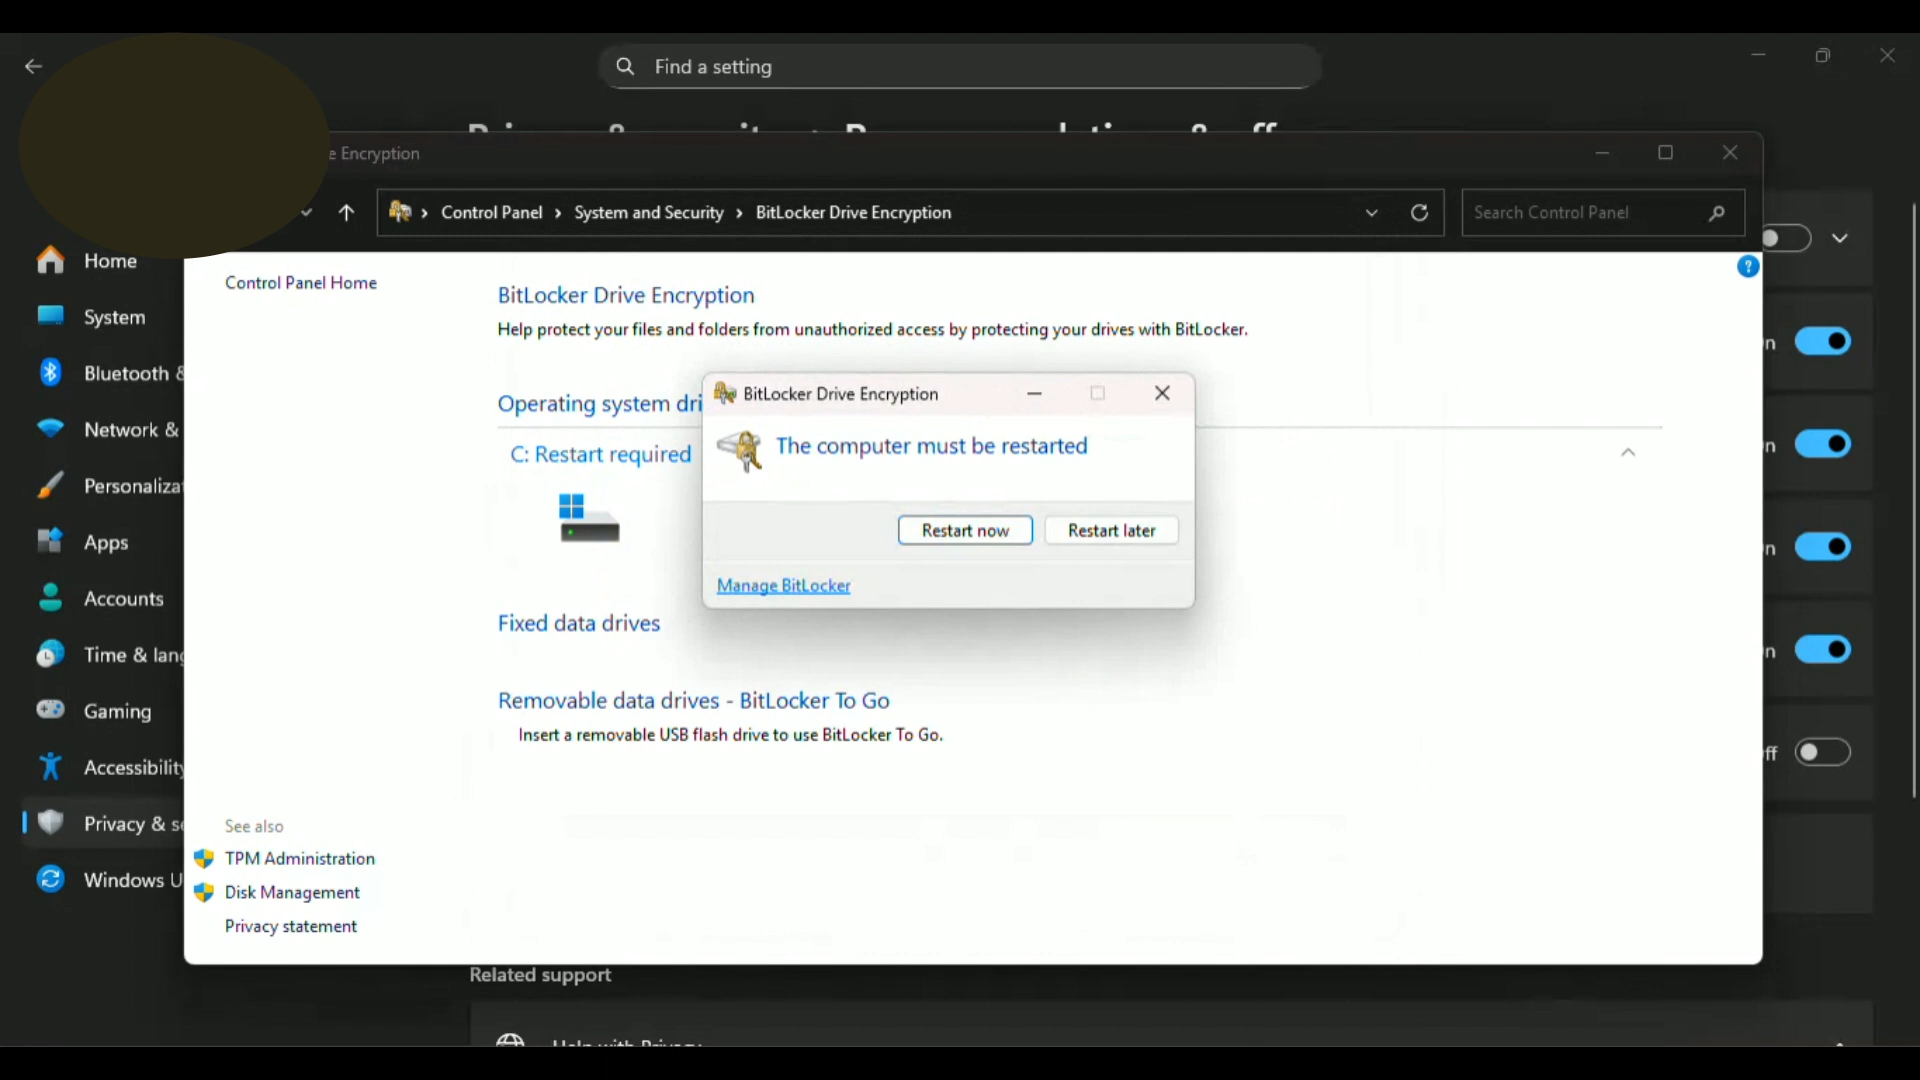 Find a setting
e Encryption
Control Panel › System and Security › BitLocker Drive Encryption
Search Control Panel
Home
System
Bluetooth &
Network &
Apps
Accounts
Time &
Gaming
Accessibility
Privacy &
Windows U
Control Panel Home
BitLocker Drive Encryption
Help protect your files and folders from unauthorized access by protecting your drives with BitLocker.
Operating system
C: Restart required
BitLocker Drive Encryption
The computer must be restarted
Restart now
Restart later
Manage BitLocker
Fixed data drives
Removable data drives - BitLocker To Go
Insert a removable USB flash drive to use BitLocker To Go.
See also
TPM Administration
Disk Management
Privacy statement
Related support